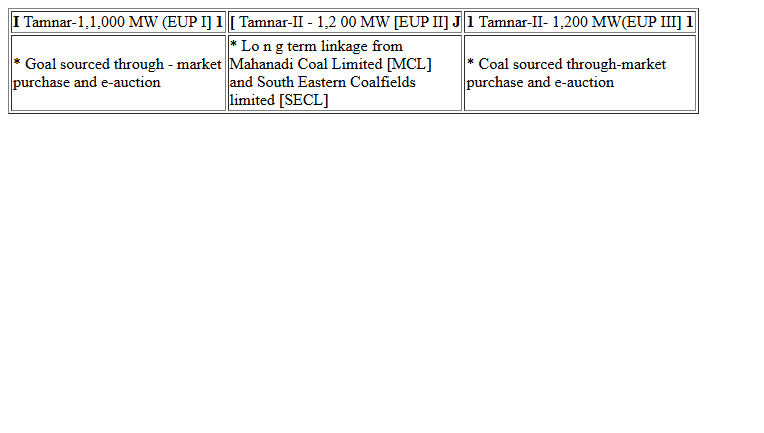 I Tamnar-1,1,000 MW (EUP I] 1 [ Tamnar-II - 1,2 00 MW [EUP II] J 1 Tamnar-II- 1,200 MW(EUP III] 1
* Goal sourced through - market
purchase and e-auction
* Lo n g term linkage from
Mahanadi Coal Limited [MCL]
and South Eastern Coalfields
limited [SECL]
* Coal sourced through-market
purchase and e-auction